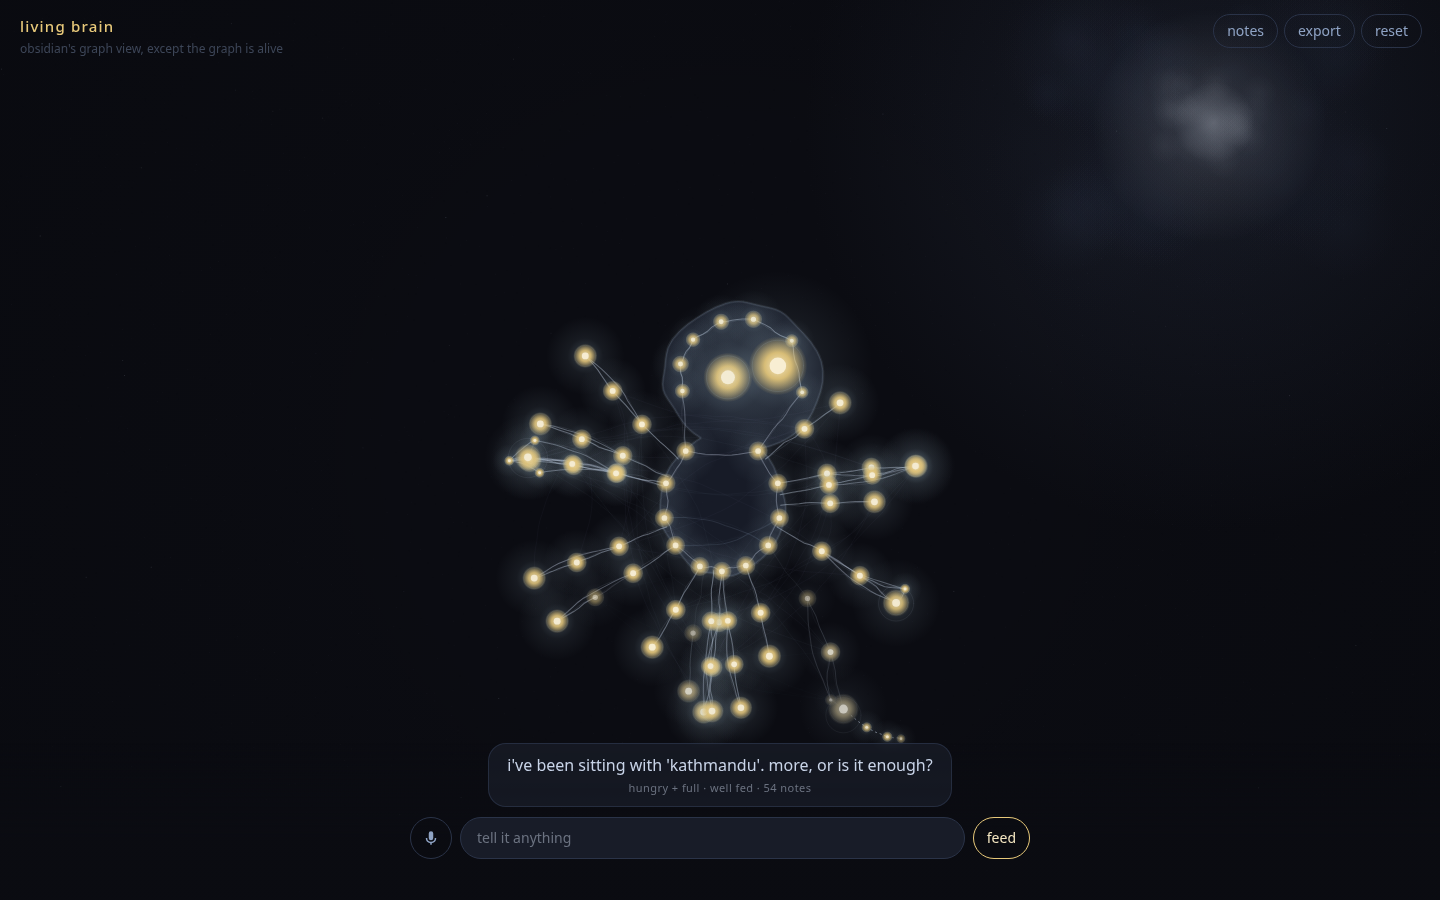 living brain
obsidian's graph view, except the graph is alive
notes
export
reset
i've been sitting with 'kathmandu'. more, or is it enough?
hungry + full · well fed · 54 notes
tell it anything
feed